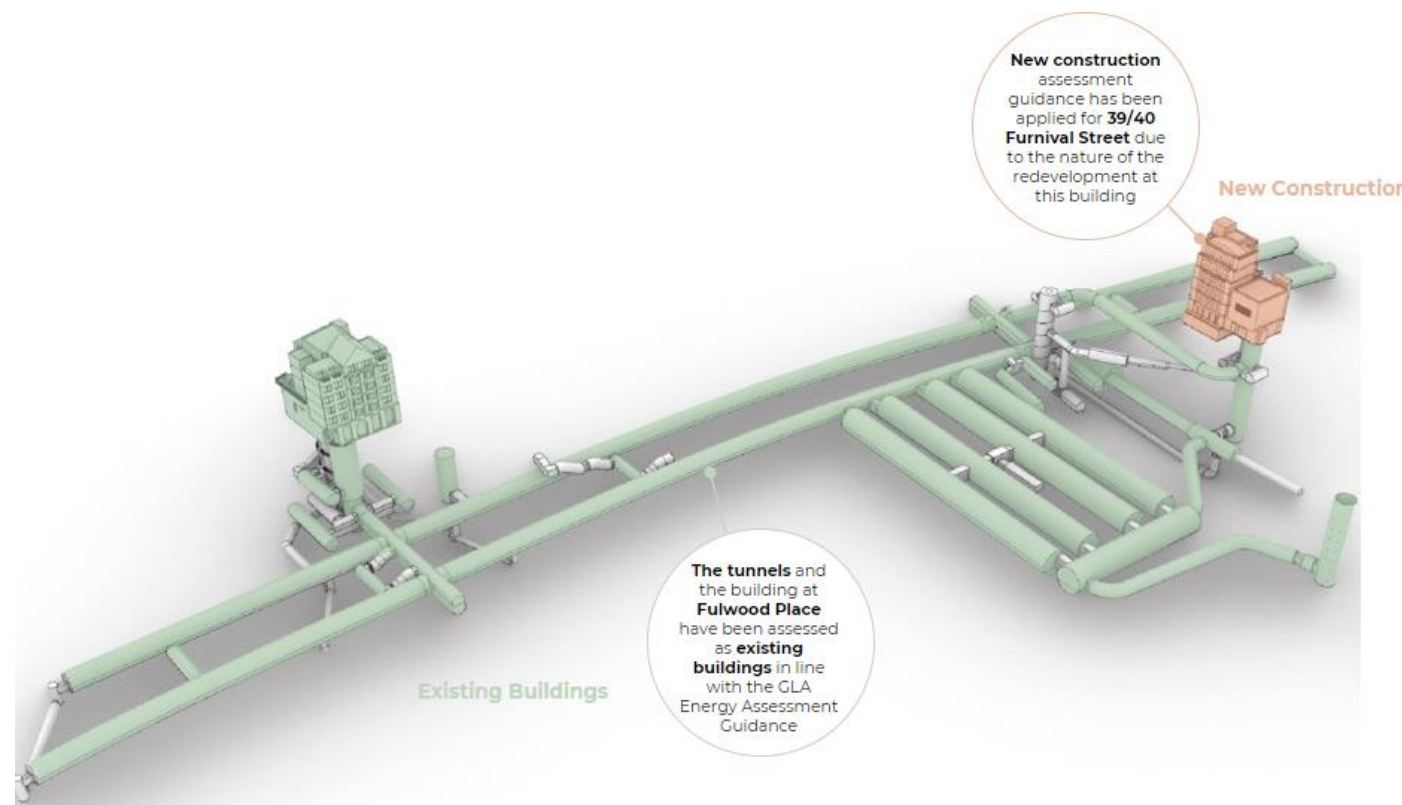 New construction
assessment
guidance has been
applied for 39/40
Furnival Street due
to the nature of the
redevelopment at
this building
New Construction
The tunnels and
the building at
Fulwood Place
have been assessed
as existing
buildings in line
with the GLA
Energy Assessment
Guidance
Existing Buildings